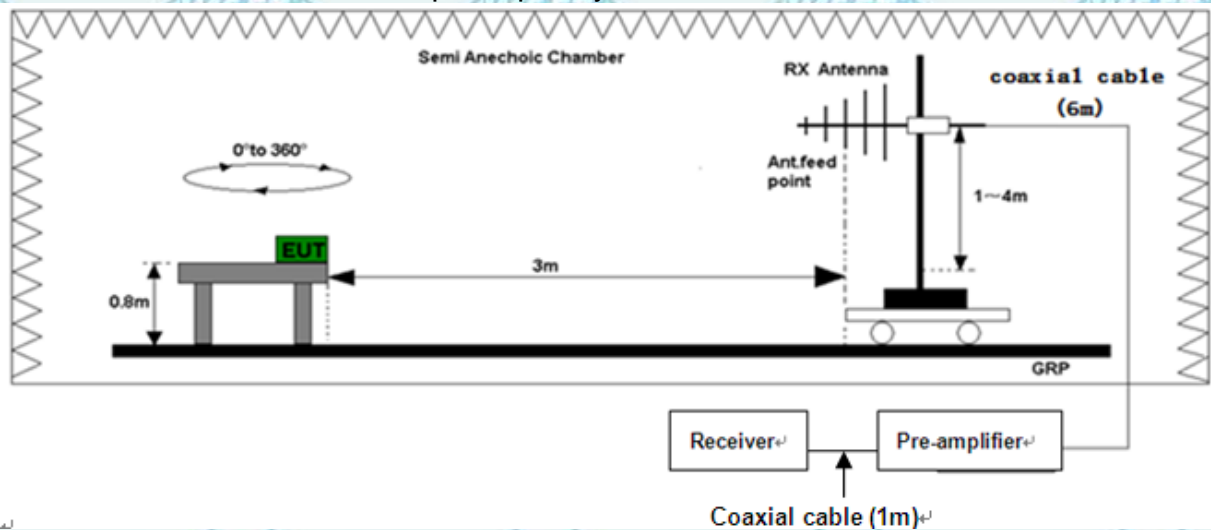 Semi Anechoic Chamber
RX Antenna
coaxial cable
(6m)
0°to 360°
Ant.feed
point
1～4m
EUT
3m
0.8m
GRP
Receiver↵
Pre-amplifier↵
Coaxial cable (1m)↵
↵